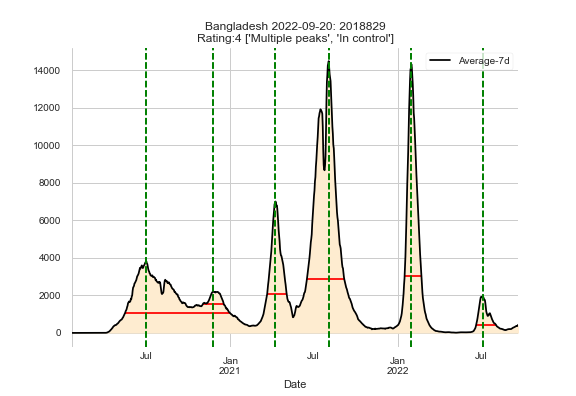 Bangladesh 2022-09-20: 2018829
Rating:4 ['Multiple peaks', 'In control']
Average-7d
14000
12000
10000
8000
6000
4000
2000
0
Jul
Jan
2021
Jul
Jan
2022
Jul
Date